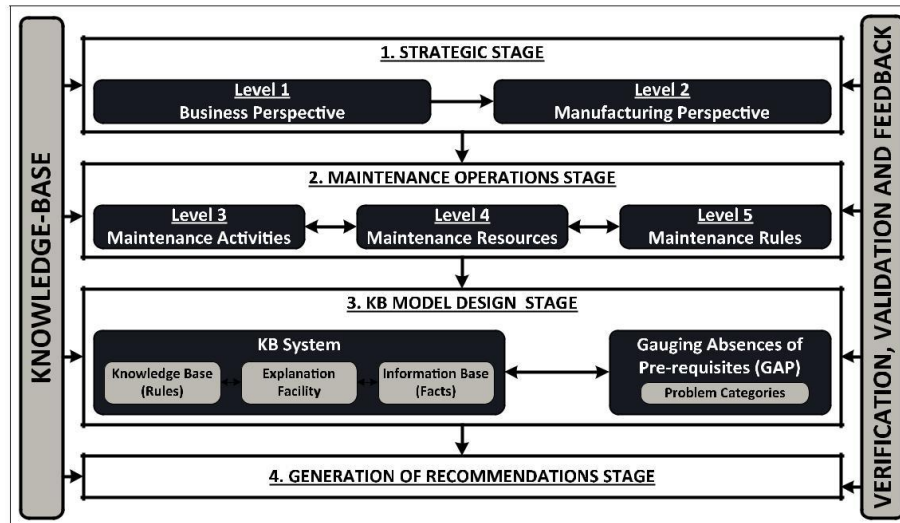 KNOWLEDGE-BASE
1. STRATEGIC STAGE
Level 1
Business Perspective
Level 2
Manufacturing Perspective
2. MAINTENANCE OPERATIONS STAGE
Level 3
Maintenance Activities
Level 4
Maintenance Resources
Level 5
Maintenance Rules
3. KB MODEL DESIGN STAGE
KB System
Knowledge Base
(Rules)
Explanation
Facility
Information Base
(Facts)
Gauging Absences of
Pre-requisites (GAP)
Problem Categories
4. GENERATION OF RECOMMENDATIONS STAGE
VERIFICATION, VALIDATION AND FEEDBACK